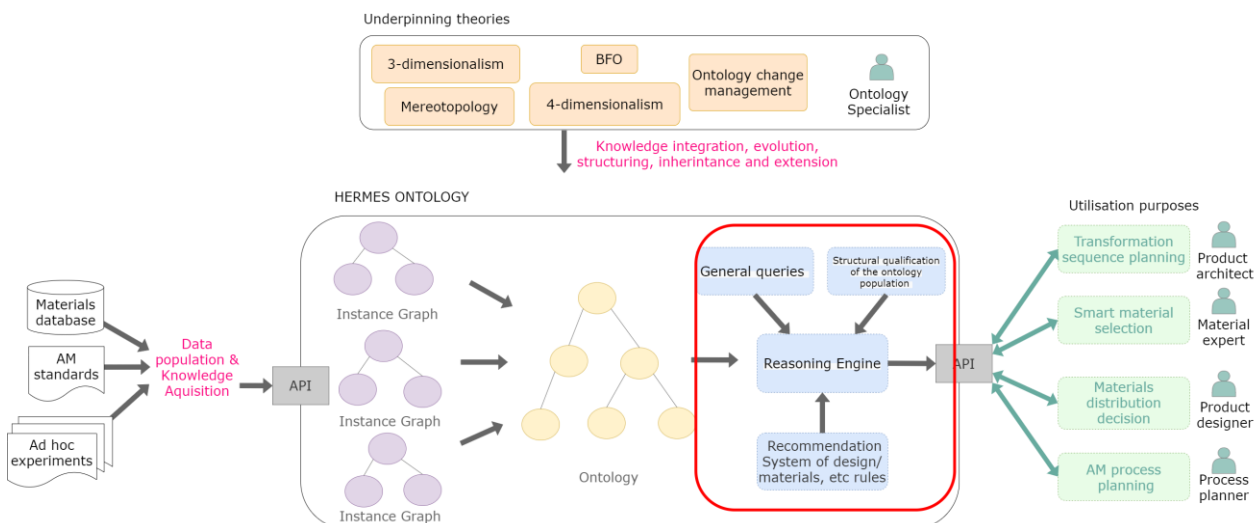 Underpinning theories
3-dimensionalism
BFO
Ontology change
management
Mereotopology
4-dimensionalism
Ontology
Specialist
Knowledge integration, evolution,
structuring, inherintance and extension
HERMES ONTOLOGY
Materials
database
AM
standards
Ad hoc
experiments
Data
population &
Knowledge
Aquisition
API
Instance Graph
Instance Graph
Instance Graph
Ontology
General queries
Structural qualification
of the ontology
population
Reasoning Engine
Recommendation
System of design/
materials, etc rules
API
Utilisation purposes
Transformation
sequence planning
Product
architect
Smart material
selection
Material
expert
Materials
distribution
decision
Product
designer
AM process
planning
Process
planner